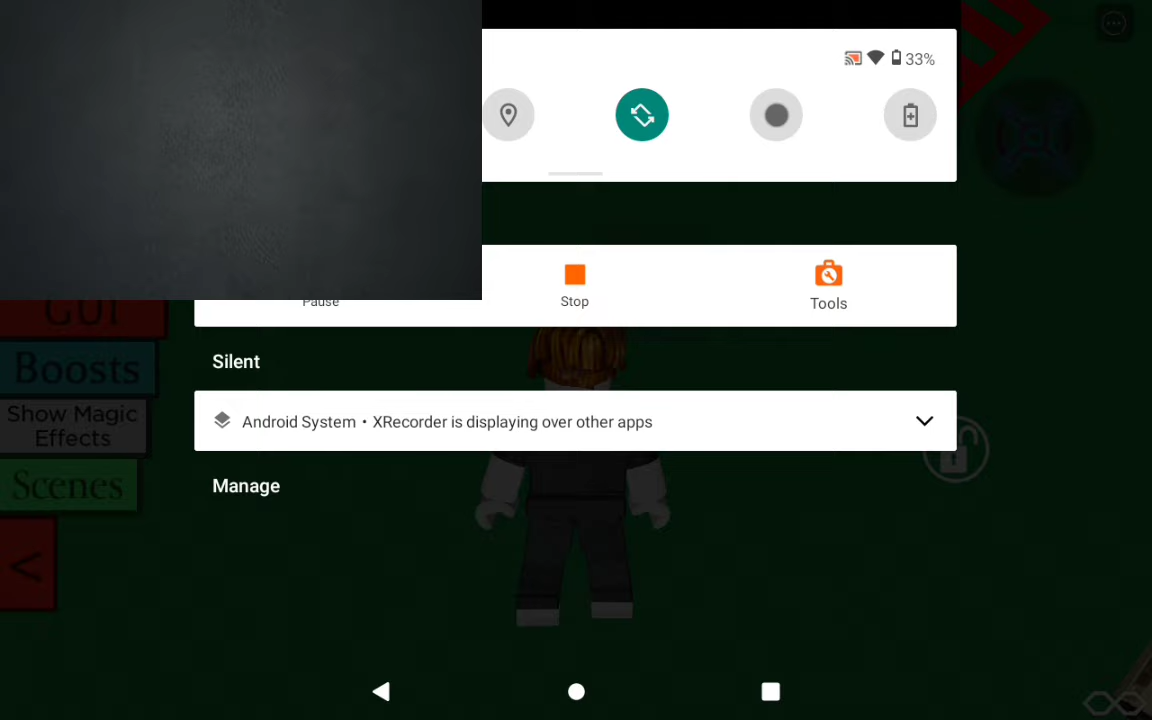 33%
Pause
Stop
Tools
GUI
Silent
Boosts
Show Magic
Effects
Android System • XRecorder is displaying over other apps
Scenes
Manage
<